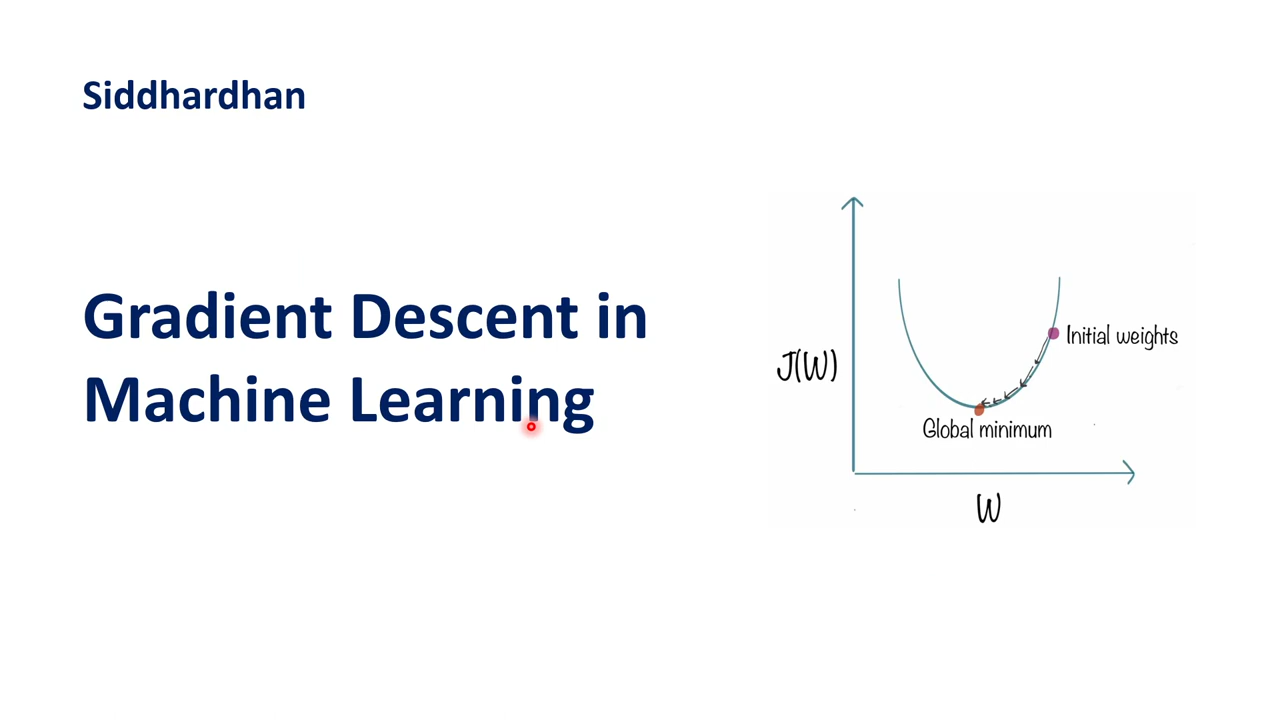 Siddhardhan
Gradient Descent in
Machine Learning
J(W)
Initial weights
Global minimum
W